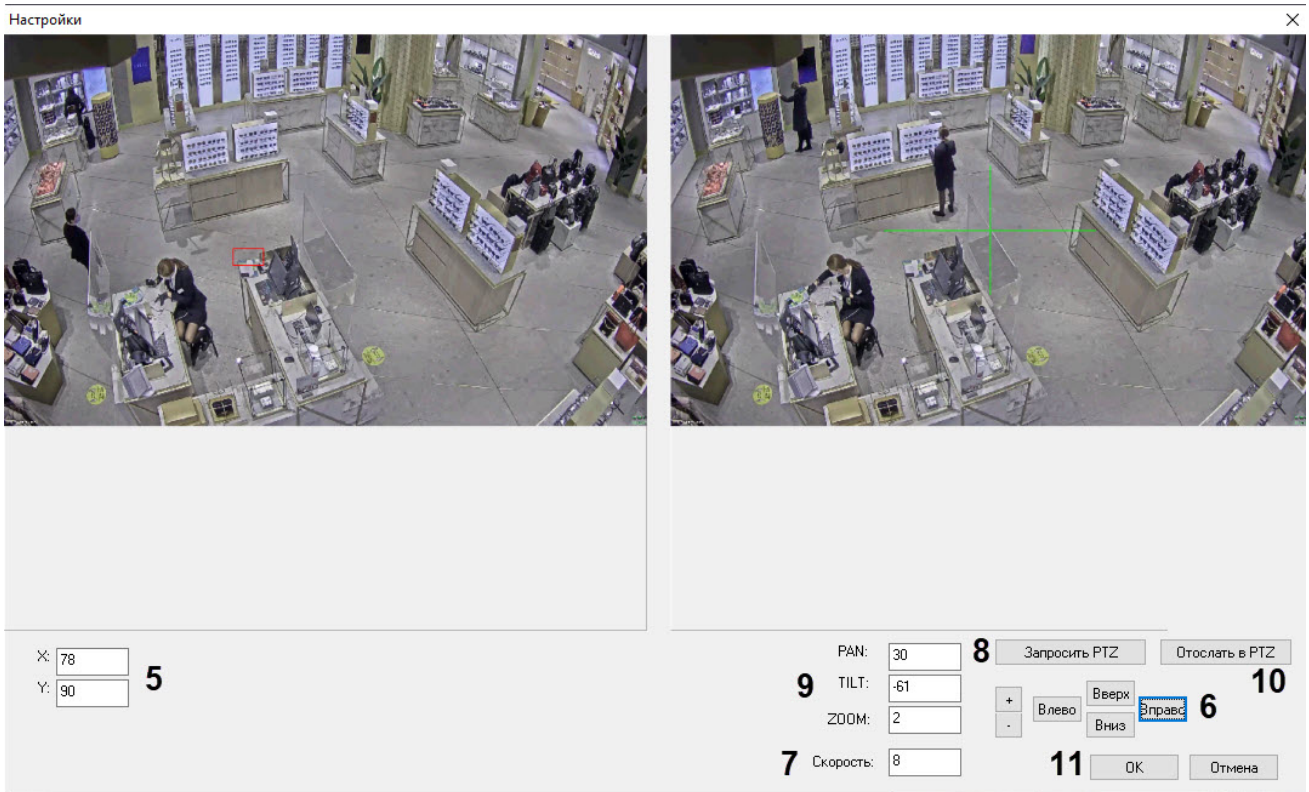 Настройки
X: 78
5
Y: 90
PAN: 30
8
Запросить PTZ
Отослать в PTZ
9
TILT: -61
10
+
-
Влево
Вверх
Вниз
Вправо
6
ZOOM: 2
7
Скорость: 8
11
OK
Отмена